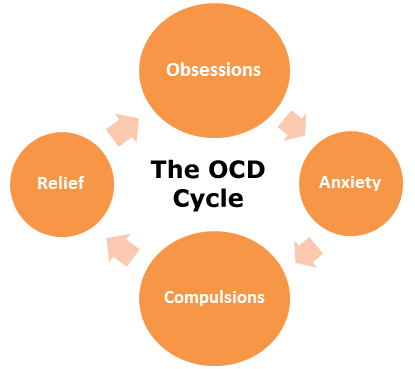 Obsessions
Relief
The OCD
Cycle
Anxiety
Compulsions